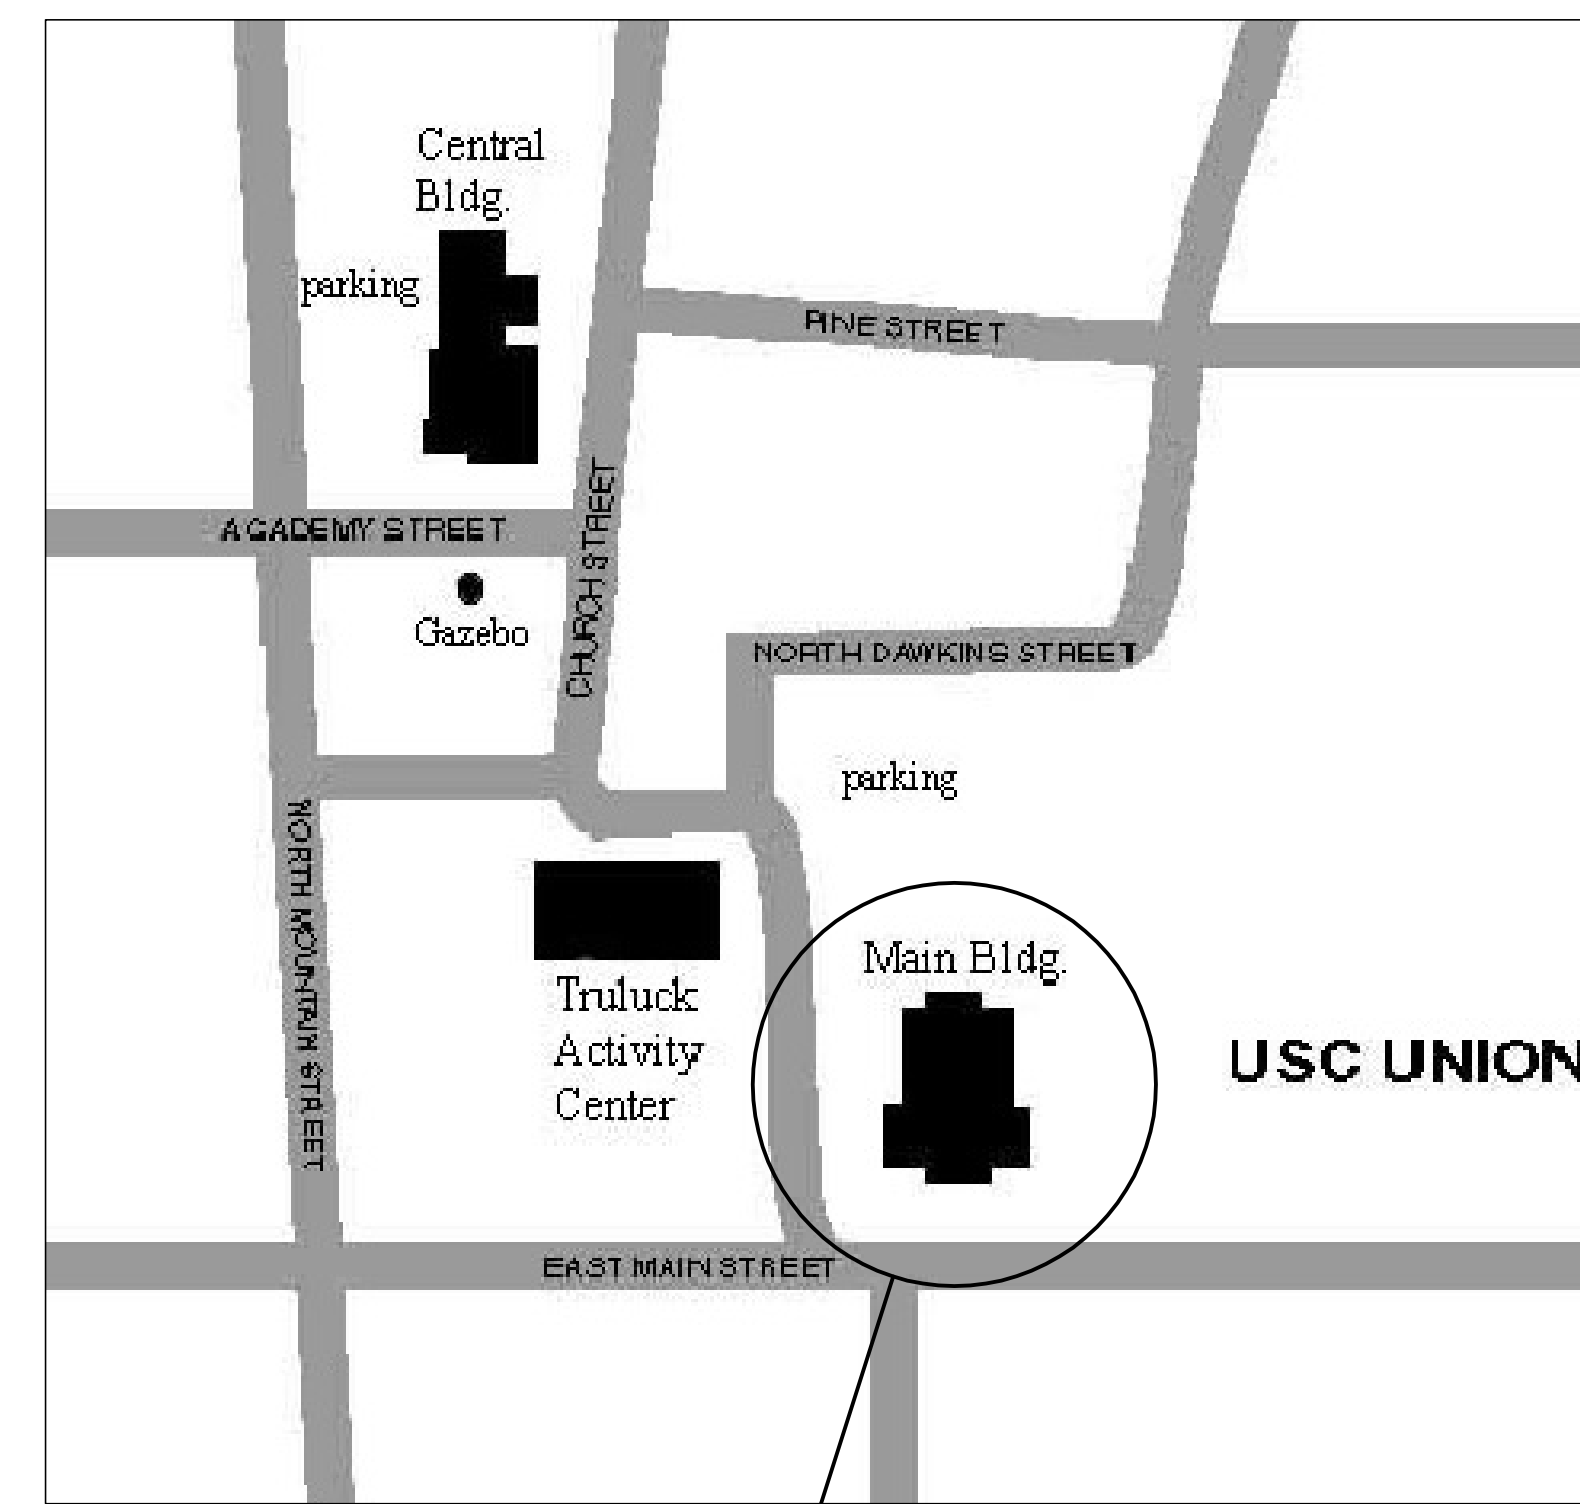 Central
Bldg.
parking
PINE STREET
ACADEMY STREET
CHURCH STREET
Gazebo
NORTH DAWKINS STREET
parking
NORTH MOUNTAIN STREET
Main Bldg.
Truluck
Activity
Center
USC UNION
EAST MAIN STREET